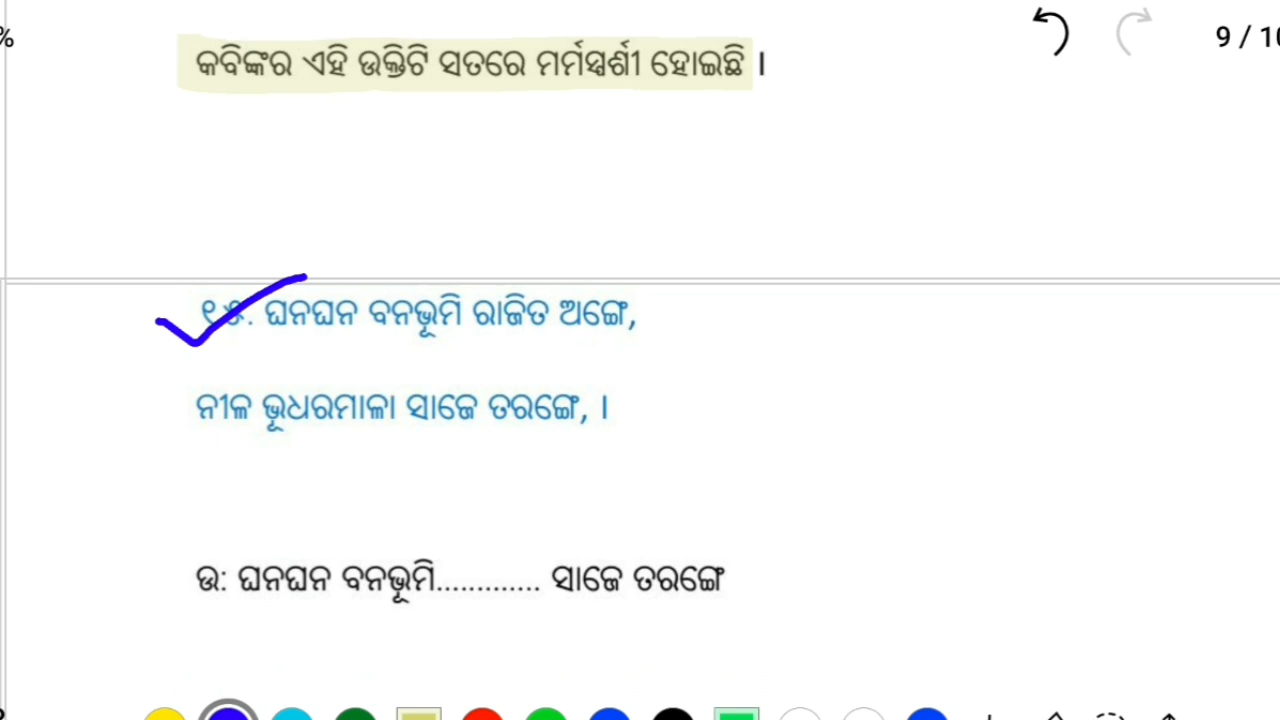 %
9 / 10
କବିଙ୍କର ଏହି ଉକ୍ତିଟି ସତରେ ମର୍ମସ୍ପର୍ଶୀ ହୋଇଛି ।
ଘନଘନ ବନଭୂମି ରାଜିତ ଅଙ୍ଗେ,
ନୀଳ ଭୂଧରମାଳା ସାଜେ ତରଙ୍ଗେ, ।
ଉ: ଘନଘନ ବନଭୂମି............. ସାଜେ ତରଙ୍ଗେ